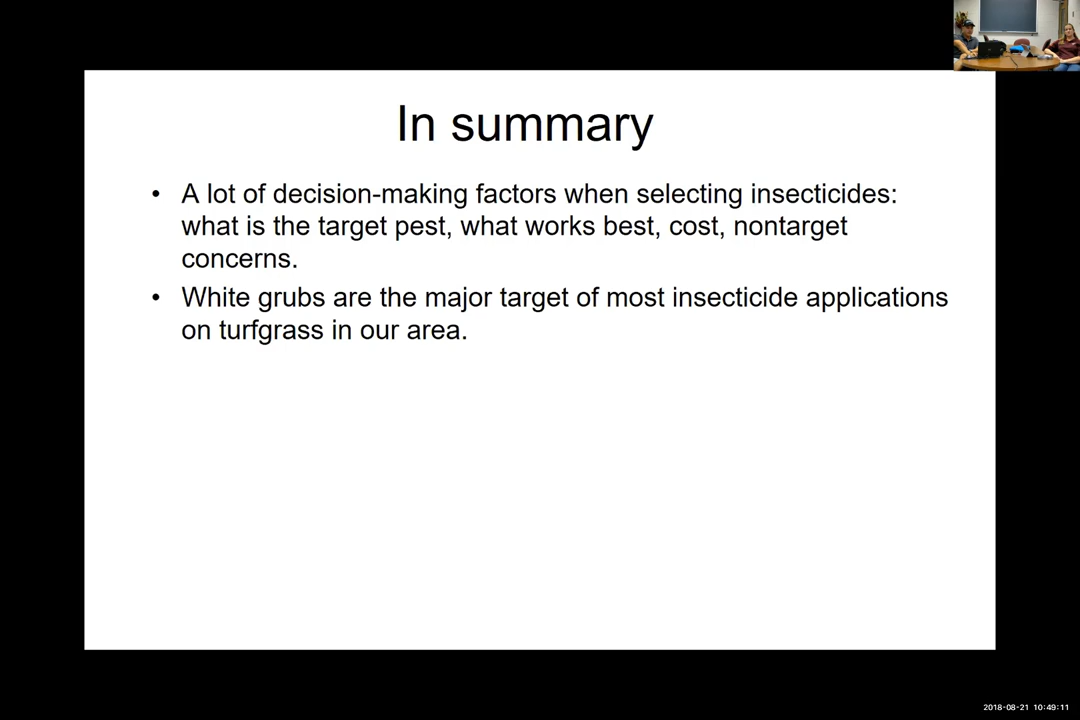 In summary
• A lot of decision-making factors when selecting insecticides:
what is the target pest, what works best, cost, nontarget
concerns.
• White grubs are the major target of most insecticide applications
on turfgrass in our area.
2018-08-21 10:49:11